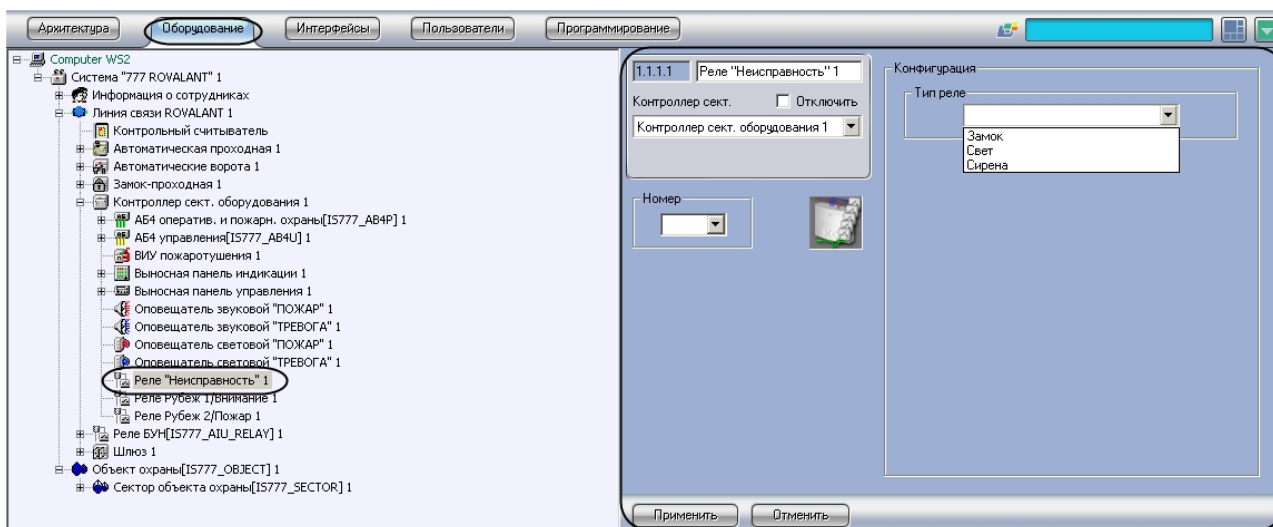 Архитектура Оборудование Интерфейсы Пользователи Программирование
Computer WS2
Система "777 ROVALANT" 1
Информация о сотрудниках
Линия связи ROVALANT 1
Контрольный считыватель
Автоматическая проходная 1
Автоматические ворота 1
Замок-проходная 1
Контроллер сект. оборудования 1
АБ4 оператив. и пожарн. охраны[IS777_AB4P] 1
АБ4 управления[IS777_AB4U] 1
ВИУ пожаротушения 1
Выносная панель индикации 1
Выносная панель управления 1
Оповещатель звуковой "ПОЖАР" 1
Оповещатель звуковой "ТРЕВОГА" 1
Оповещатель световой "ПОЖАР" 1
Оповещатель световой "ТРЕВОГА" 1
Реле "Неисправность" 1
Реле Рубеж 1/Внимание 1
Реле Рубеж 2/Пожар 1
Реле БУН[IS777_AIU_RELAY] 1
Шлюз 1
Объект охраны[IS777_OBJECT] 1
Сектор объекта охраны[IS777_SECTOR] 1
1.1.1.1 Реле "Неисправность" 1
Контроллер сект. Отключить
Контроллер сект. оборудования 1
Номер
Конфигурация
Тип реле
Замок
Свет
Сирена
Применить Отменить